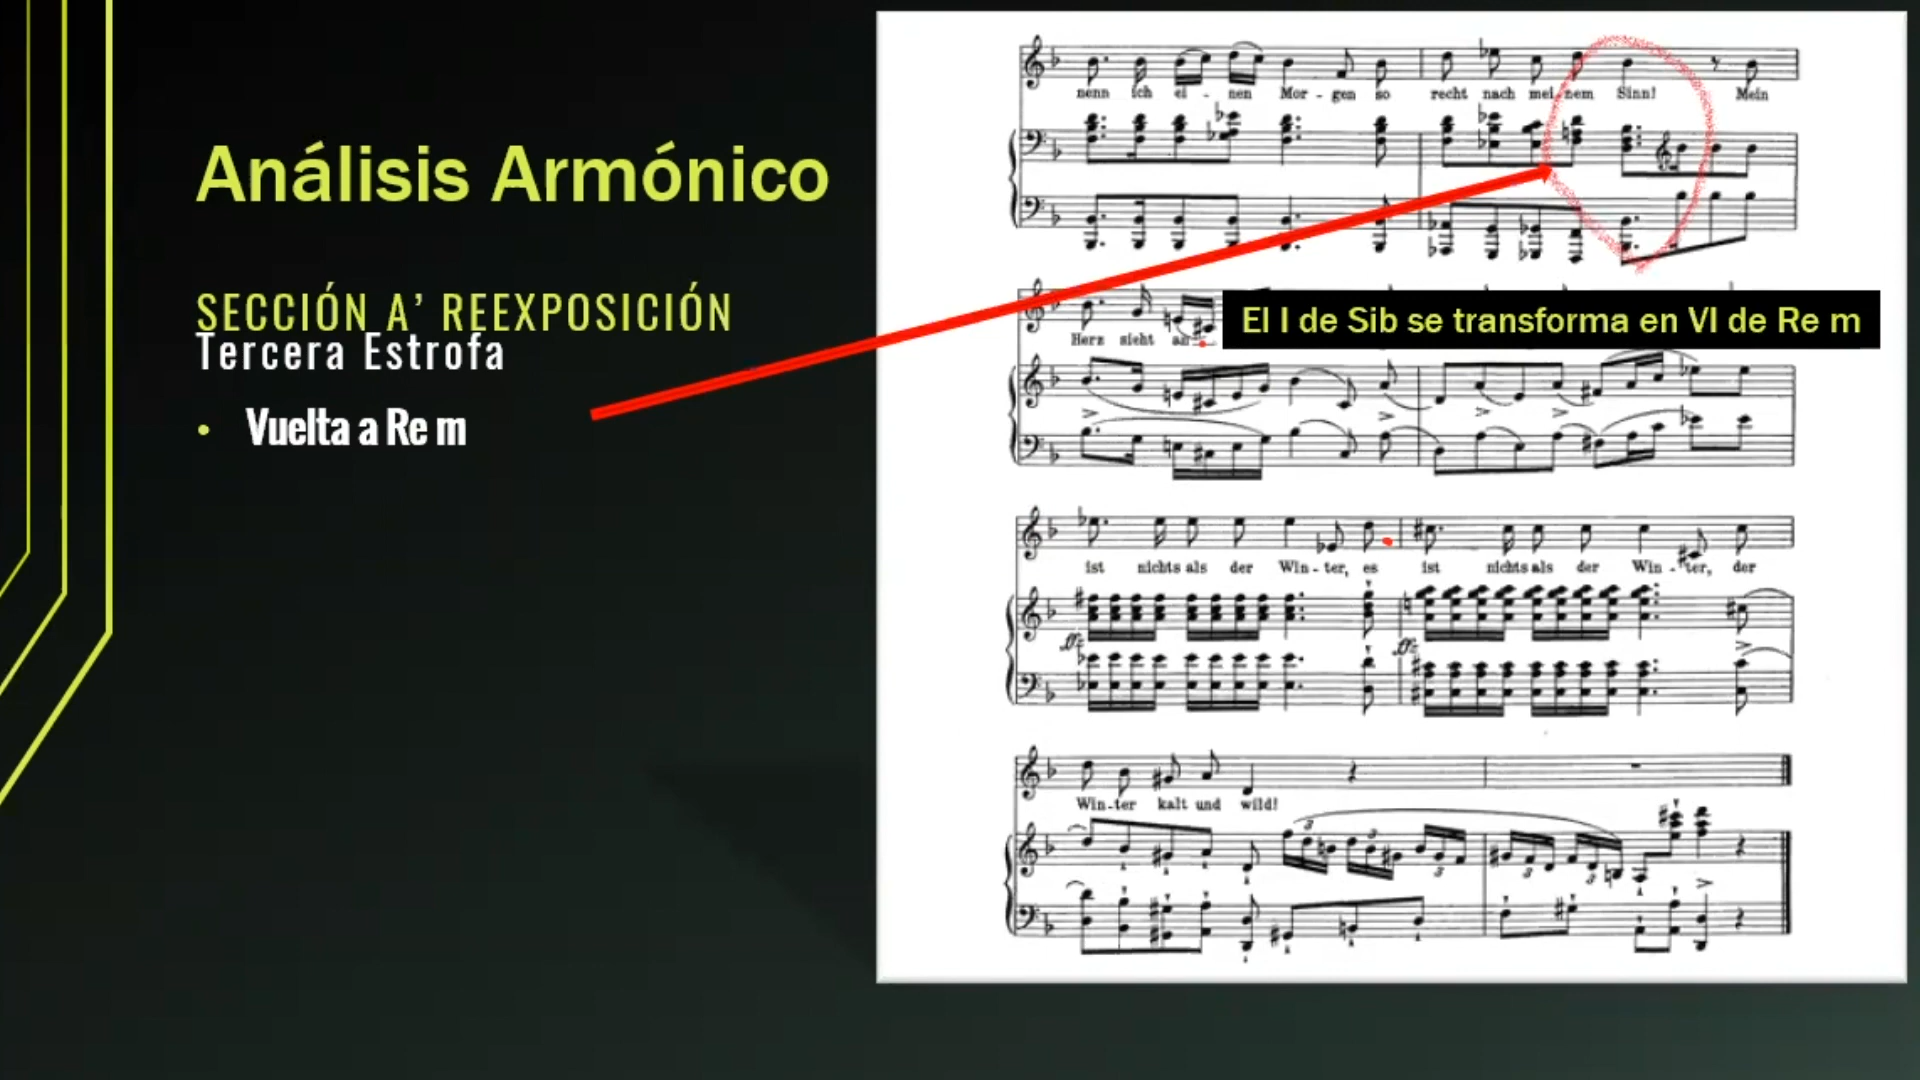 Análisis Armónico
SECCIÓN A’ REEXPOSICIÓN
Tercera Estrofa
• Vuelta a Re m
nenn ich ei - nen Mor - gen so recht nach mei nem Sinn! Mein
El I de Sib se transforma en VI de Re m
Herz sieht an
ist nichts als der Win - ter, es ist nichts als der Win - ter, der
Win - ter kalt und wild!